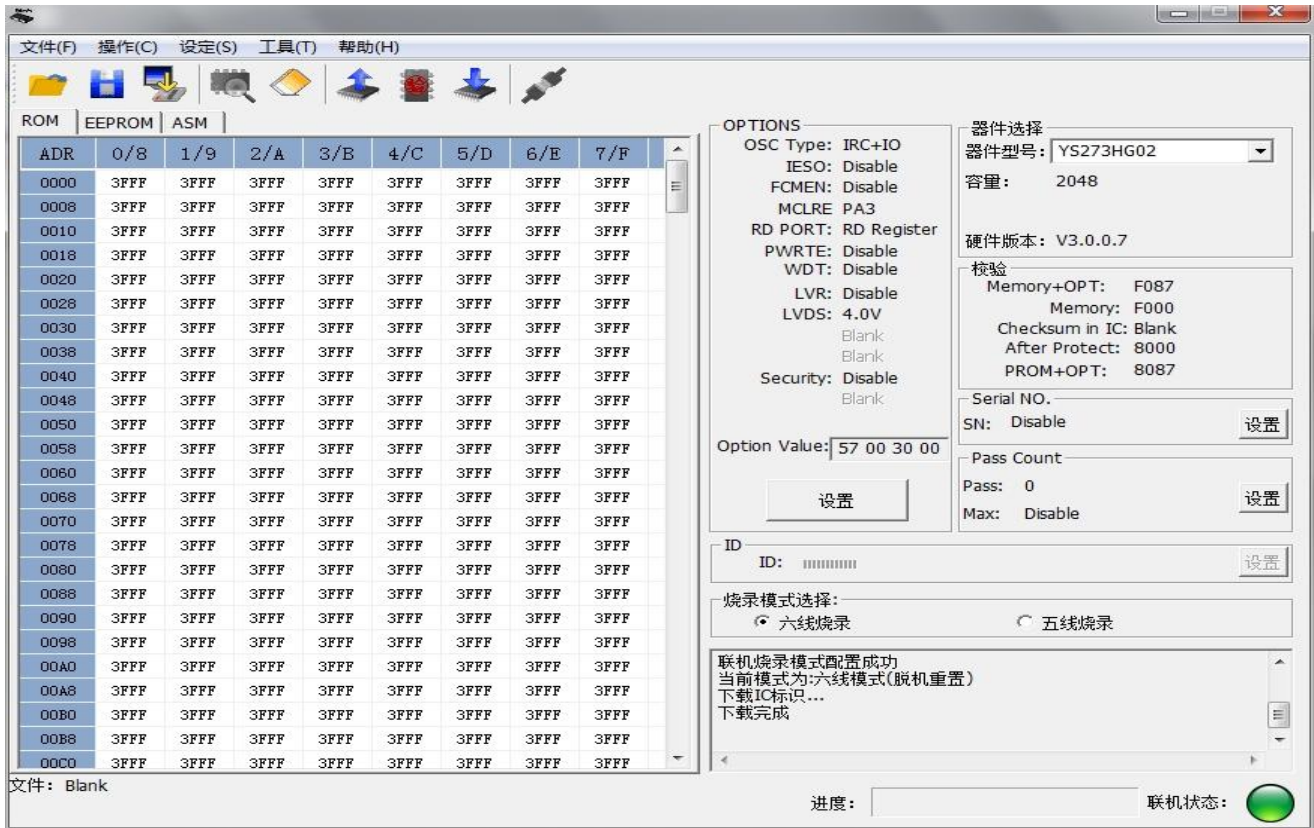 文件(F) 操作(C) 设定(S) 工具(T) 帮助(H)
ROM EEPROM ASM
ADR 0/8 1/9 2/A 3/B 4/C 5/D 6/E 7/F
0000 3FFF 3FFF 3FFF 3FFF 3FFF 3FFF 3FFF 3FFF
0008 3FFF 3FFF 3FFF 3FFF 3FFF 3FFF 3FFF 3FFF
0010 3FFF 3FFF 3FFF 3FFF 3FFF 3FFF 3FFF 3FFF
0018 3FFF 3FFF 3FFF 3FFF 3FFF 3FFF 3FFF 3FFF
0020 3FFF 3FFF 3FFF 3FFF 3FFF 3FFF 3FFF 3FFF
0028 3FFF 3FFF 3FFF 3FFF 3FFF 3FFF 3FFF 3FFF
0030 3FFF 3FFF 3FFF 3FFF 3FFF 3FFF 3FFF 3FFF
0038 3FFF 3FFF 3FFF 3FFF 3FFF 3FFF 3FFF 3FFF
0040 3FFF 3FFF 3FFF 3FFF 3FFF 3FFF 3FFF 3FFF
0048 3FFF 3FFF 3FFF 3FFF 3FFF 3FFF 3FFF 3FFF
0050 3FFF 3FFF 3FFF 3FFF 3FFF 3FFF 3FFF 3FFF
0058 3FFF 3FFF 3FFF 3FFF 3FFF 3FFF 3FFF 3FFF
0060 3FFF 3FFF 3FFF 3FFF 3FFF 3FFF 3FFF 3FFF
0068 3FFF 3FFF 3FFF 3FFF 3FFF 3FFF 3FFF 3FFF
0070 3FFF 3FFF 3FFF 3FFF 3FFF 3FFF 3FFF 3FFF
0078 3FFF 3FFF 3FFF 3FFF 3FFF 3FFF 3FFF 3FFF
0080 3FFF 3FFF 3FFF 3FFF 3FFF 3FFF 3FFF 3FFF
0088 3FFF 3FFF 3FFF 3FFF 3FFF 3FFF 3FFF 3FFF
0090 3FFF 3FFF 3FFF 3FFF 3FFF 3FFF 3FFF 3FFF
0098 3FFF 3FFF 3FFF 3FFF 3FFF 3FFF 3FFF 3FFF
00A0 3FFF 3FFF 3FFF 3FFF 3FFF 3FFF 3FFF 3FFF
00A8 3FFF 3FFF 3FFF 3FFF 3FFF 3FFF 3FFF 3FFF
00B0 3FFF 3FFF 3FFF 3FFF 3FFF 3FFF 3FFF 3FFF
00B8 3FFF 3FFF 3FFF 3FFF 3FFF 3FFF 3FFF 3FFF
00C0 3FFF 3FFF 3FFF 3FFF 3FFF 3FFF 3FFF 3FFF
文件: Blank
OPTIONS
OSC Type: IRC+IO
IESO: Disable
FCMEN: Disable
MCLRE PA3
RD PORT: RD Register
PWRTE: Disable
WDT: Disable
LVR: Disable
LVDS: 4.0V
Blank
Blank
Security: Disable
Blank
Option Value: 57 00 30 00
设置
器件选择
器件型号: YS273HG02
容量: 2048
硬件版本: V3.0.0.7
校验
Memory+OPT: F087
Memory: F000
Checksum in IC: Blank
After Protect: 8000
PROM+OPT: 8087
Serial NO.
SN: Disable 设置
Pass Count
Pass: 0
设置
Max: Disable
ID
ID: 设置
烧录模式选择:
六线烧录 五线烧录
联机烧录模式配置成功
当前模式为:六线模式(脱机重置)
下载IC标识...
下载完成
进度: 联机状态: